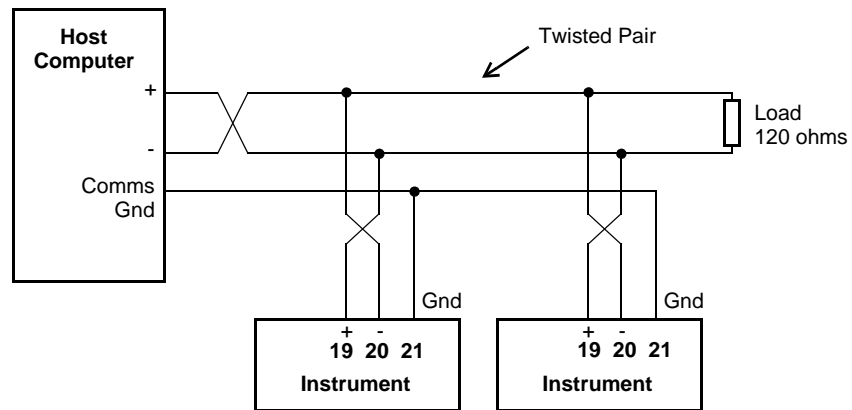 Host
Computer
Twisted Pair
+
-
Load
120 ohms
Comms
Gnd
Gnd
Gnd
+ -
19 20 21
Instrument
+ -
19 20 21
Instrument